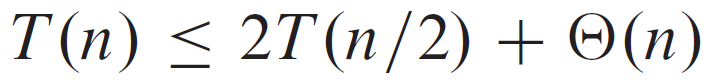 T(n) ≤ 2T(n/2) + Θ(n)